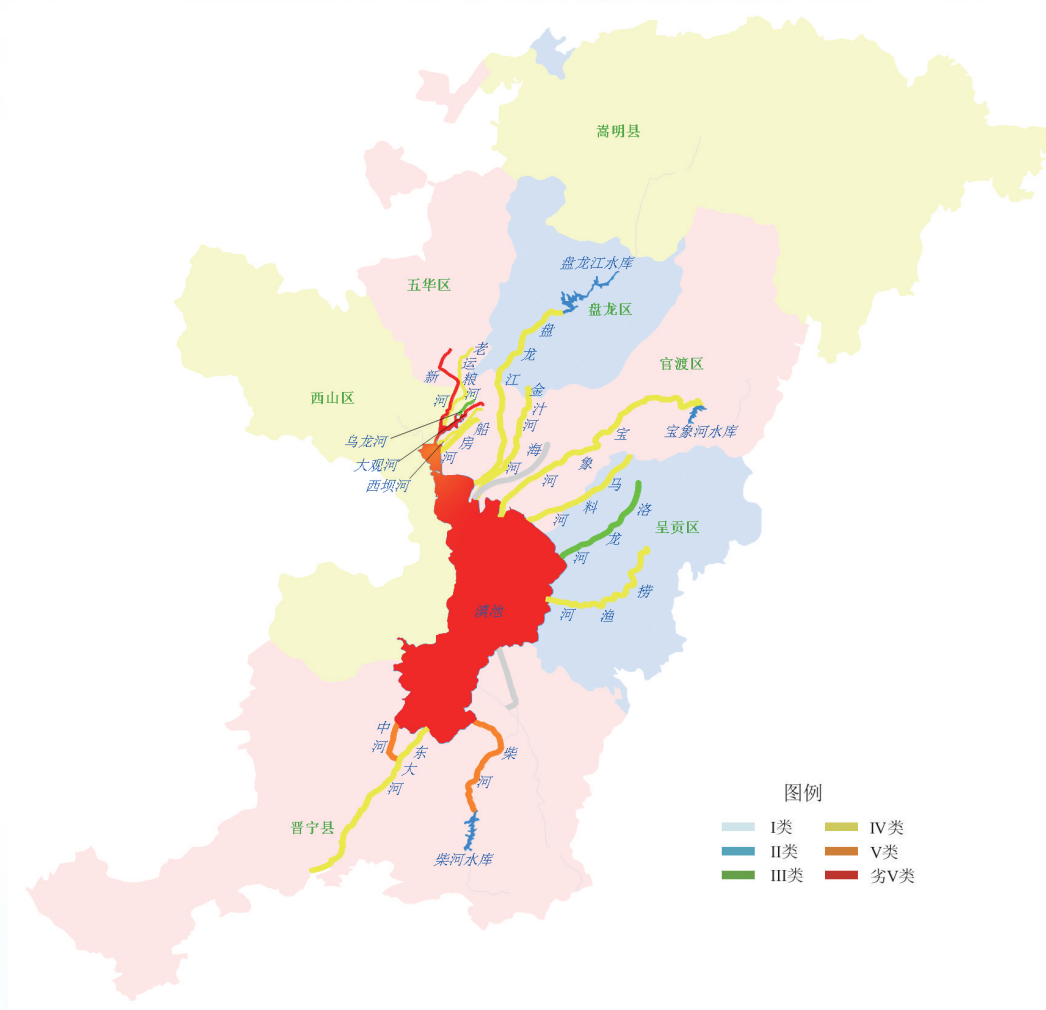 嵩明县
盘龙江水库
五华区
盘龙区
盘龙江
官渡区
老运粮河
新河
金汁河
西山区
船房河
乌龙河
大观河
西坝河
海河
宝象河
宝象河水库
马料河
洛龙河
呈贡区
捞渔河
滇池
中河
东大河
柴河
晋宁县
柴河水库
图例
I类
IV类
II类
V类
III类
劣V类